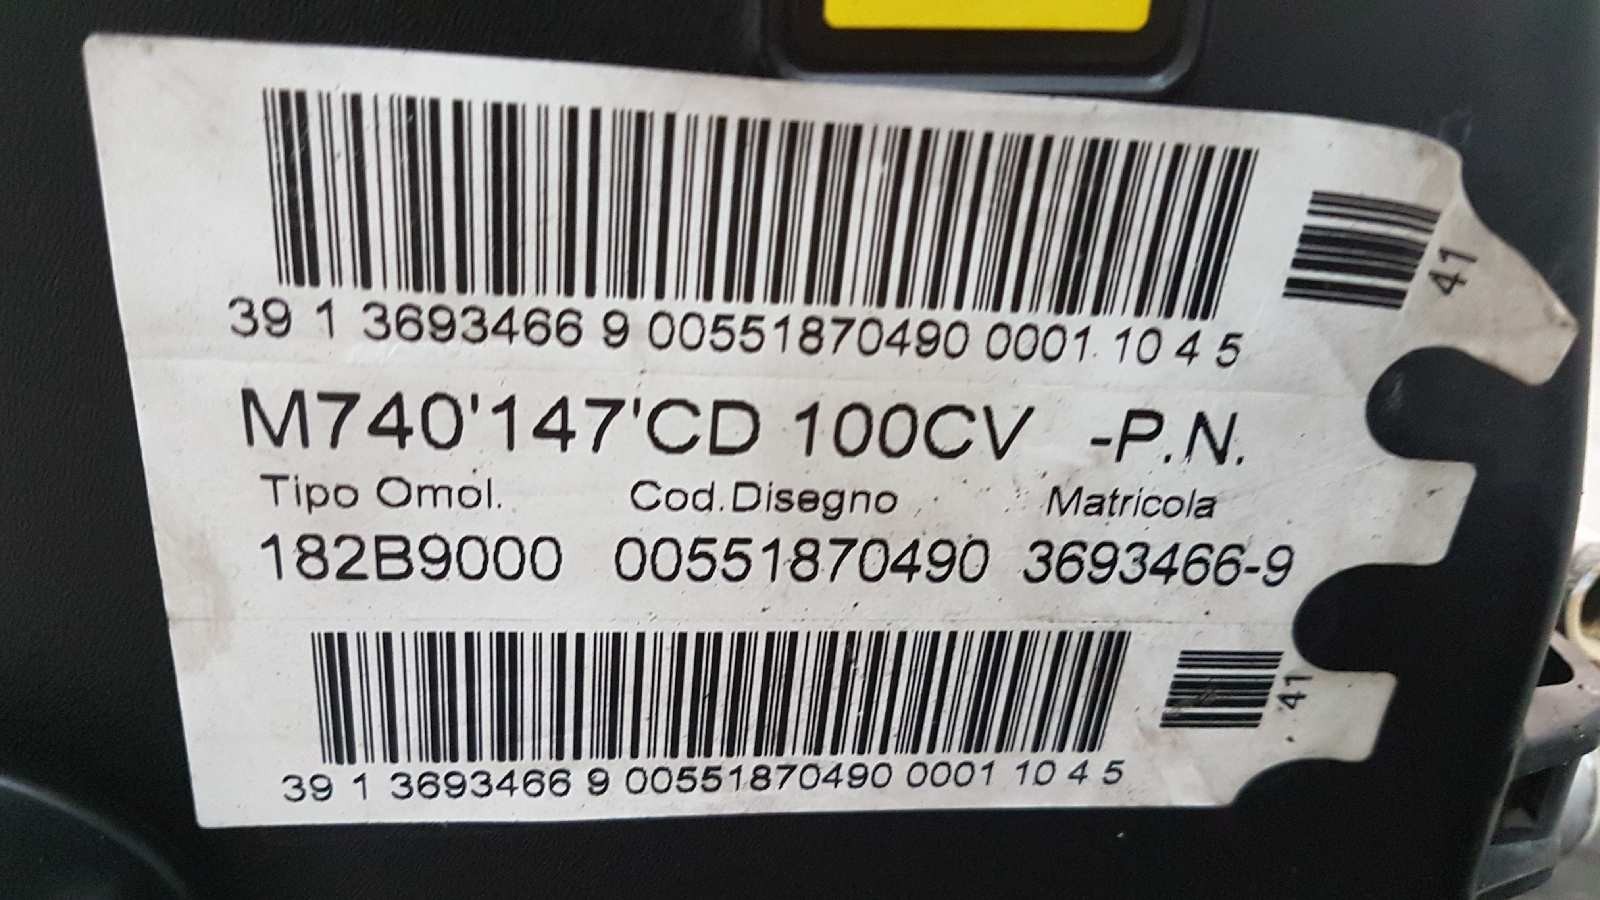 39 1 3693466 9 00551870490 0001 10 4 5
41
M740'147'CD 100CV -P.N.
Tipo Omol. Cod.Disegno Matricola
182B9000 00551870490 3693466-9
41
39 1 3693466 9 00551870490 0001 10 4 5